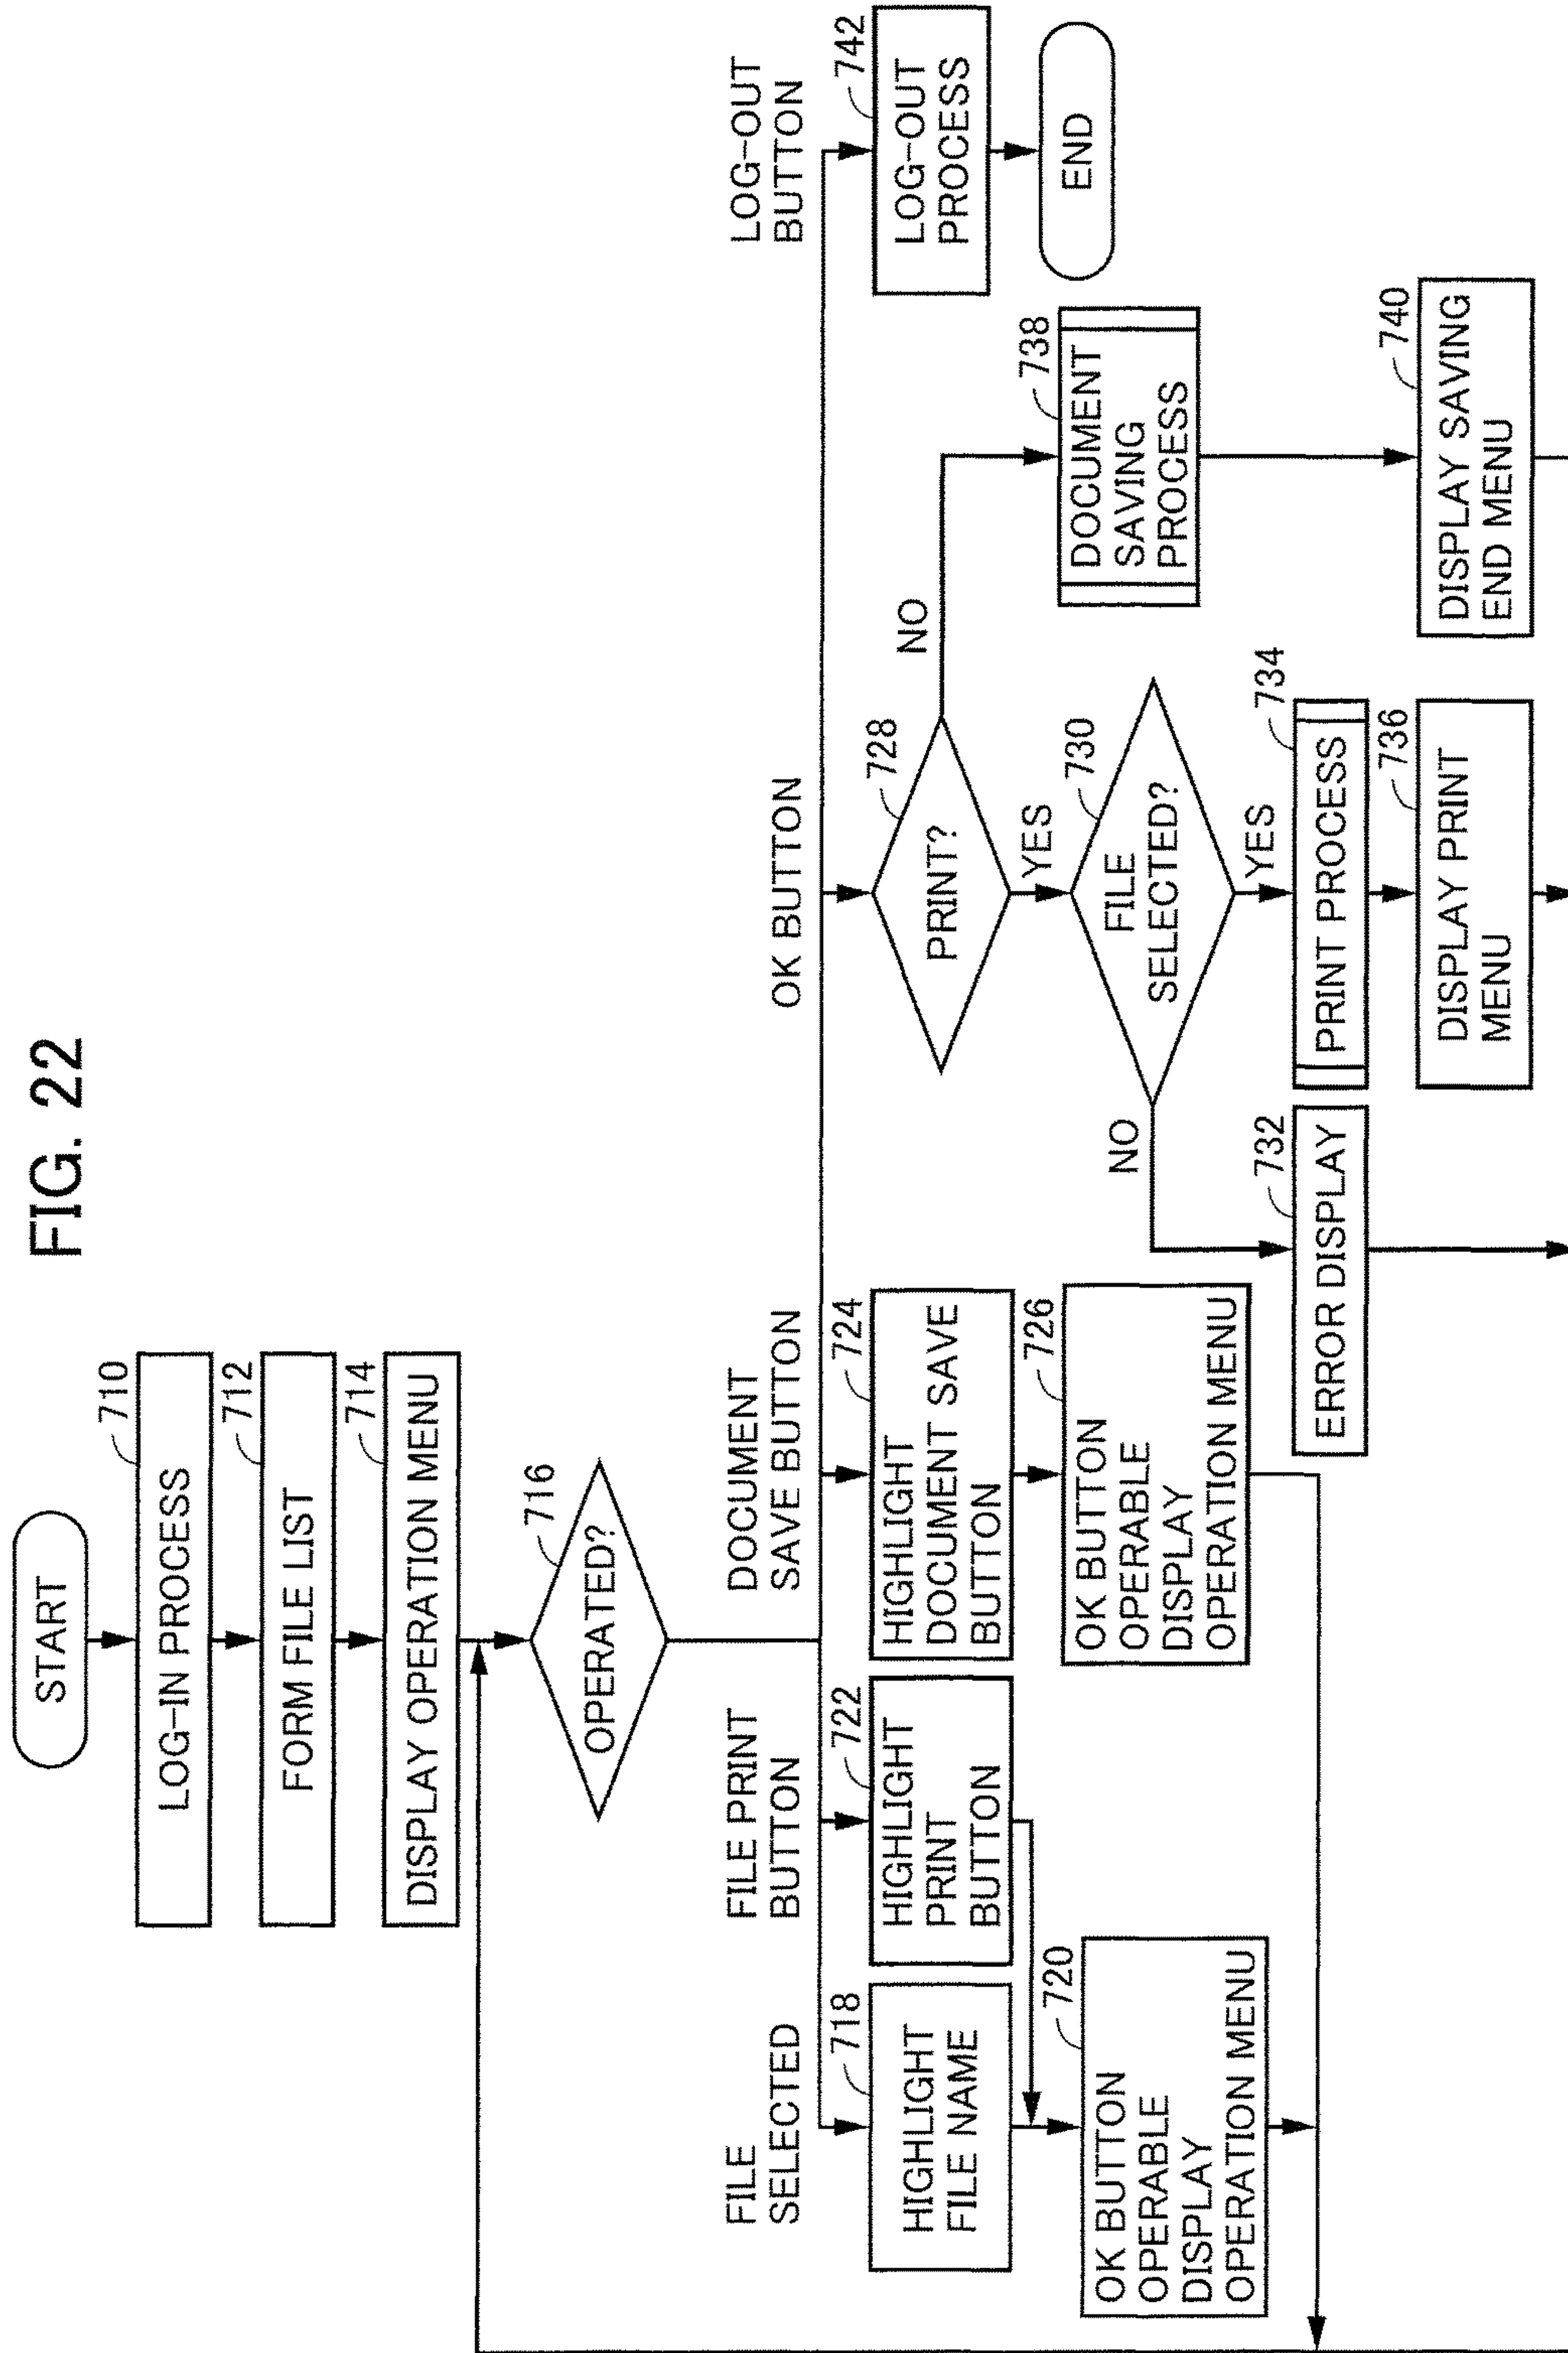 FIG. 22
START
710
LOG-IN PROCESS
712
FORM FILE LIST
714
DISPLAY OPERATION MENU
716
OPERATED?
FILE
SELECTED
718
HIGHLIGHT
FILE NAME
720
OK BUTTON
OPERABLE
DISPLAY
OPERATION MENU
FILE PRINT
BUTTON
722
HIGHLIGHT
PRINT
BUTTON
DOCUMENT
SAVE BUTTON
724
HIGHLIGHT
DOCUMENT SAVE
BUTTON
726
OK BUTTON
OPERABLE
DISPLAY
OPERATION MENU
OK BUTTON
728
PRINT?
NO
YES
730
FILE
SELECTED?
NO
YES
732
ERROR DISPLAY
734
PRINT PROCESS
736
DISPLAY PRINT
MENU
738
DOCUMENT
SAVING
PROCESS
740
DISPLAY SAVING
END MENU
LOG-OUT
BUTTON
742
LOG-OUT
PROCESS
END